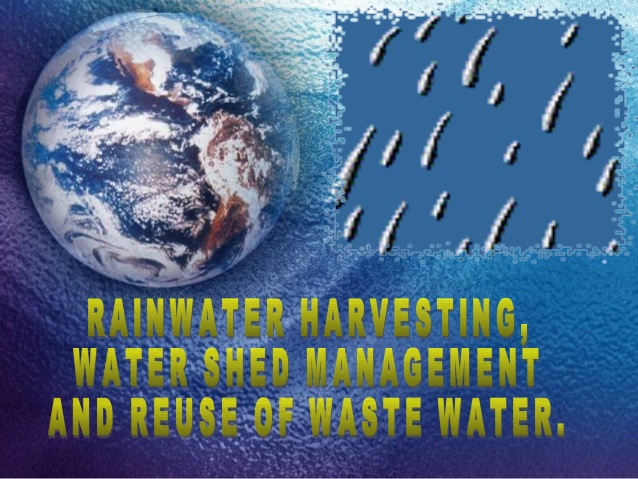 RAINWATER HARVESTING,
WATER SHED MANAGEMENT
AND REUSE OF WASTE WATER.